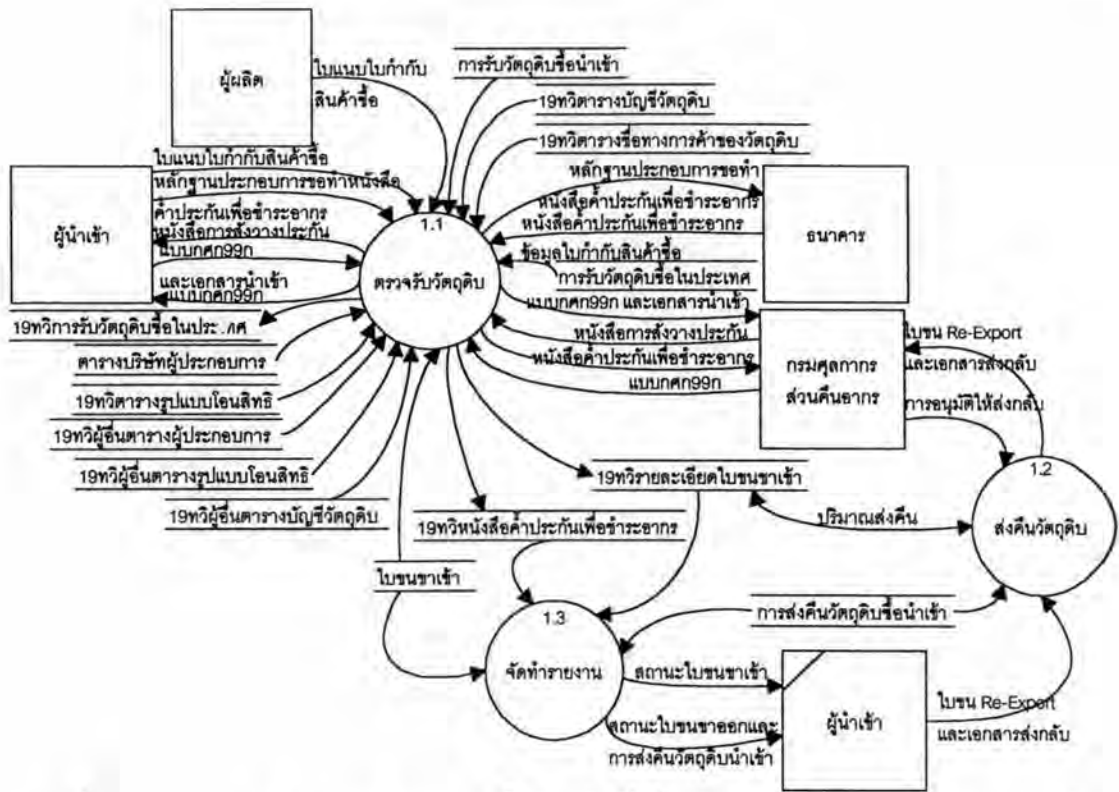 ผู้ผลิต
ใบแนบใบกำกับ
สินค้าซื้อ
การรับวัตถุดิบซื้อนำเข้า
19ทวิตารางบัญชีวัตถุดิบ
19ทวิตารางชื่อทางการค้าของวัตถุดิบ
ใบแนบใบกำกับสินค้าซื้อ
หลักฐานประกอบการขอทำหนังสือ
ค้ำประกันเพื่อชำระอากร
หนังสือการสั่งวางประกัน
แบบกศก99ก
และเอกสารนำเข้า
แบบกศก99ก
ผู้นำเข้า
1.1
ตรวจรับวัตถุดิบ
หลักฐานประกอบการขอทำ
หนังสือค้ำประกันเพื่อชำระอากร
หนังสือค้ำประกันเพื่อชำระอากร
ธนาคาร
ข้อมูลใบกำกับสินค้าซื้อ
การรับวัตถุดิบซื้อในประเทศ
แบบกศก99ก และเอกสารนำเข้า
หนังสือการสั่งวางประกัน
หนังสือค้ำประกันเพื่อชำระอากร
แบบกศก99ก
กรมศุลกากร
ส่วนคืนอากร
ใบขน Re-Export
และเอกสารส่งกลับ
การอนุมัติให้ส่งกลับ
19ทวิการรับวัตถุดิบซื้อในประ.ทศ
ตารางบริษัทผู้ประกอบการ
19ทวิตารางรูปแบบโอนสิทธิ
19ทวิผู้อื่นตารางผู้ประกอบการ
19ทวิผู้อื่นตารางรูปแบบโอนสิทธิ
19ทวิผู้อื่นตารางบัญชีวัตถุดิบ
19ทวิรายละเอียดใบขนขาเข้า
19ทวิหนังสือค้ำประกันเพื่อชำระอากร
ปริมาณส่งคืน
1.2
ส่งคืนวัตถุดิบ
ใบขนขาเข้า
การส่งคืนวัตถุดิบซื้อนำเข้า
1.3
จัดทำรายงาน
สถานะใบขนขาเข้า
สถานะใบขนขาออกและ
การส่งคืนวัตถุดิบนำเข้า
ผู้นำเข้า
ใบขน Re-Export
และเอกสารส่งกลับ